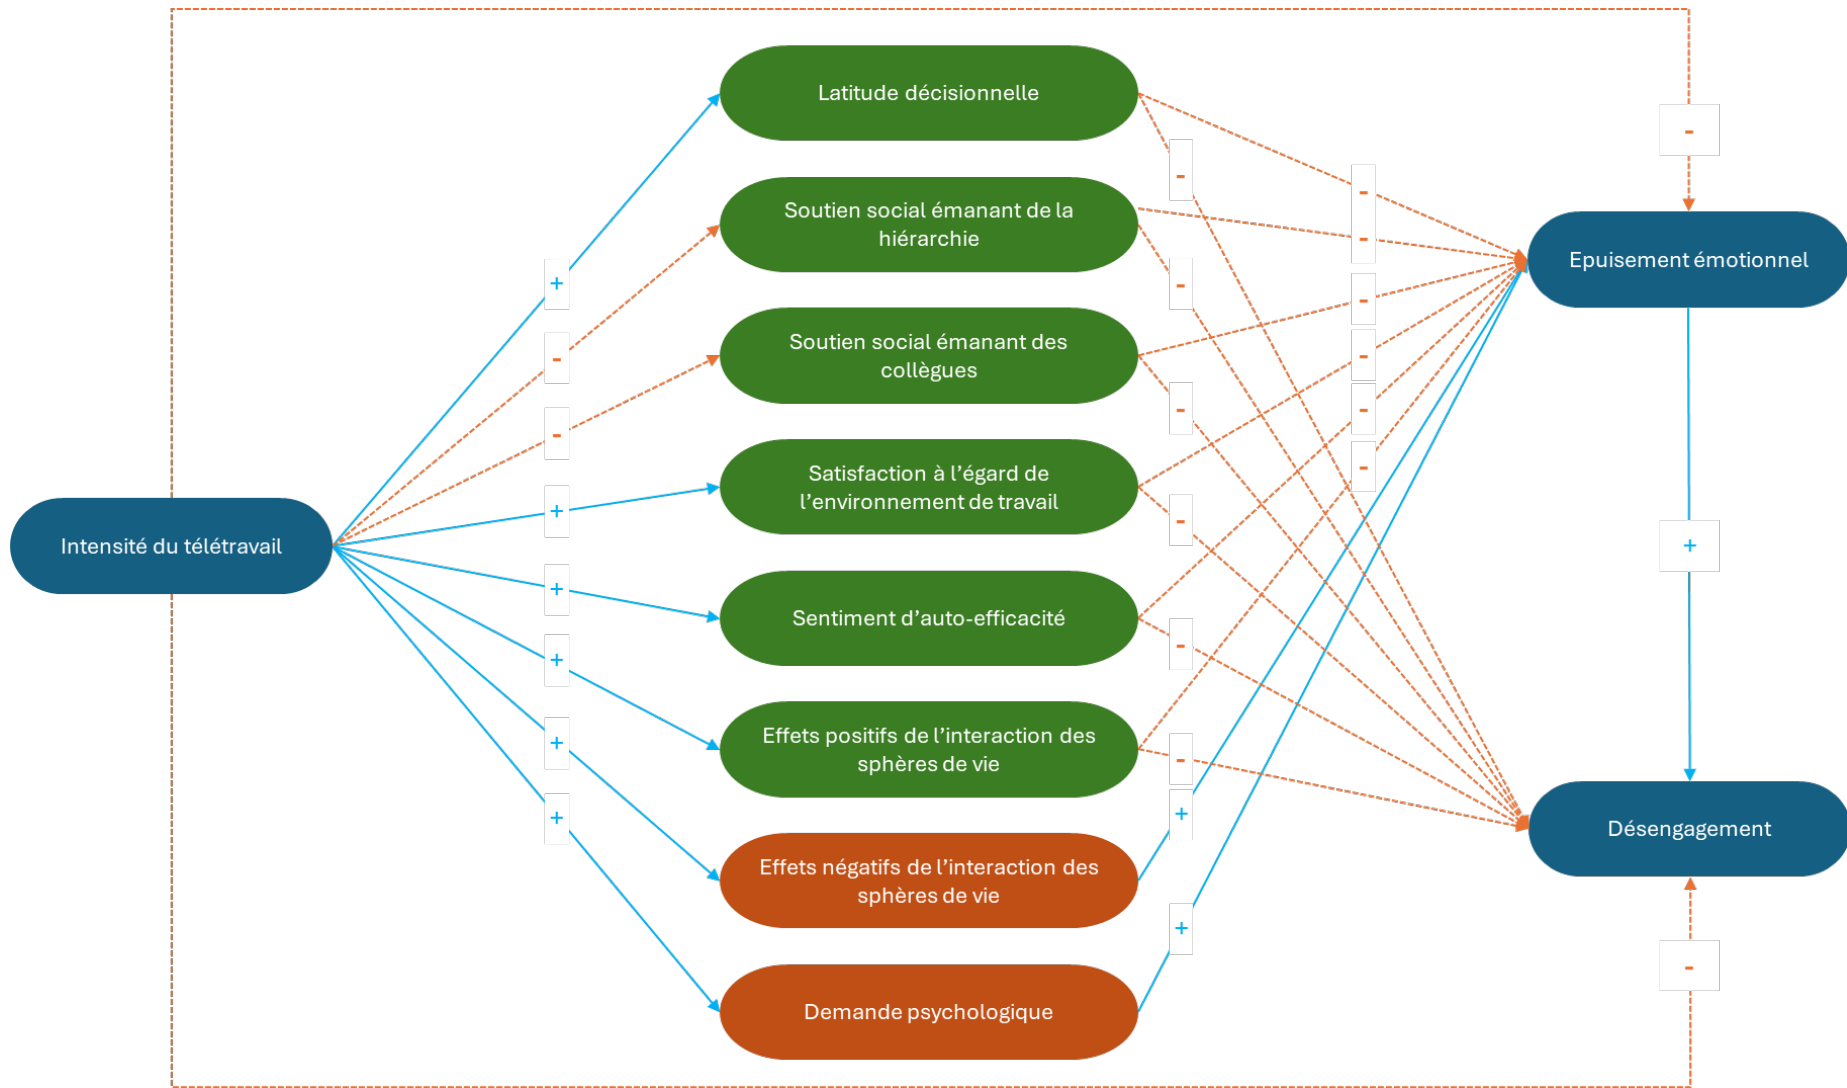 Latitude décisionnelle
-
-
-
Soutien social émanant de la
hiérarchie
-
Epuisement émotionnel
+
-
-
Soutien social émanant des
collègues
-
-
-
-
-
Satisfaction à l'égard de
l'environnement de travail
-
+
-
Intensité du télétravail
+
+
Sentiment d'auto-efficacité
-
+
Effets positifs de l'interaction des
sphères de vie
-
+
+
+
Désengagement
Effets négatifs de l'interaction des
sphères de vie
+
-
Demande psychologique